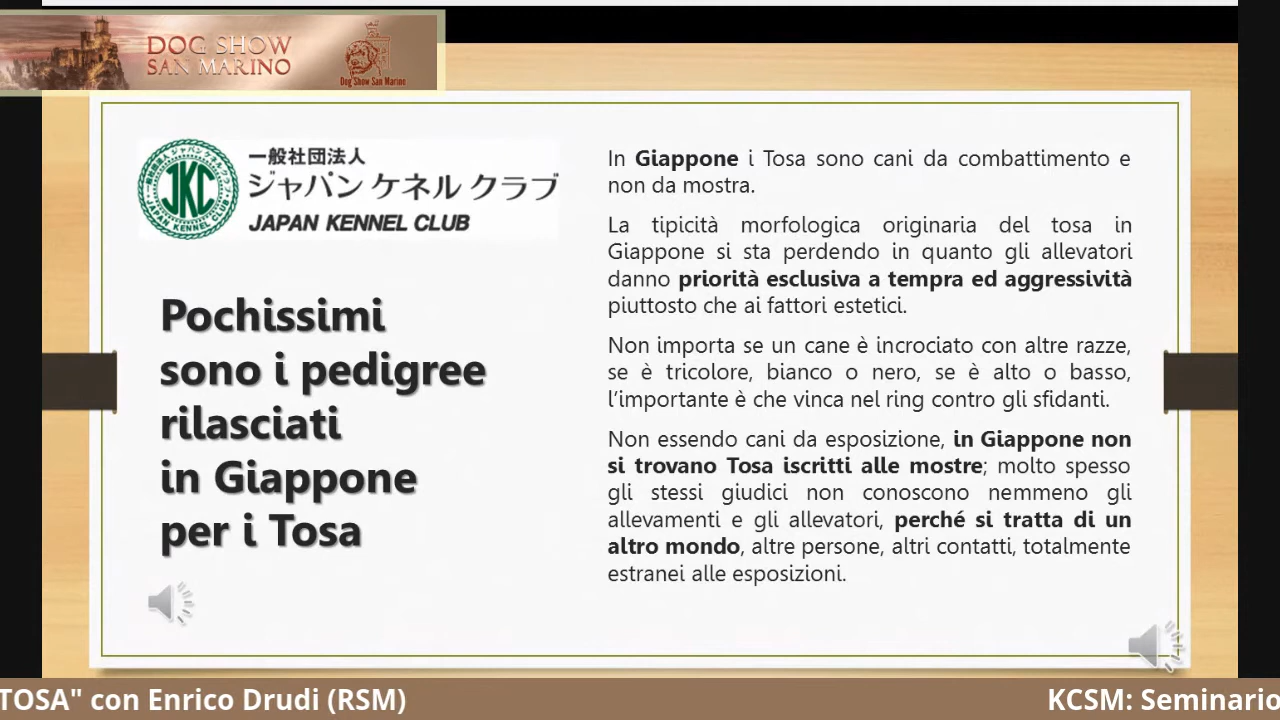 DOG SHOW
SAN MARINO
Dog Show San Marino
一般社団法人
ジャパン ケネル クラブ
JAPAN KENNEL CLUB
JKC
Pochissimi
sono i pedigree
rilasciati
in Giappone
per i Tosa
In Giappone i Tosa sono cani da combattimento e
non da mostra.
La tipicità morfologica originaria del tosa in
Giappone si sta perdendo in quanto gli allevatori
danno priorità esclusiva a tempra ed aggressività
piuttosto che ai fattori estetici.
Non importa se un cane è incrociato con altre razze,
se è tricolore, bianco o nero, se è alto o basso,
l’importante è che vinca nel ring contro gli sfidanti.
Non essendo cani da esposizione, in Giappone non
si trovano Tosa iscritti alle mostre; molto spesso
gli stessi giudici non conoscono nemmeno gli
allevamenti e gli allevatori, perché si tratta di un
altro mondo, altre persone, altri contatti, totalmente
estranei alle esposizioni.
TOSA" con Enrico Drudi (RSM)
KCSM: Seminario